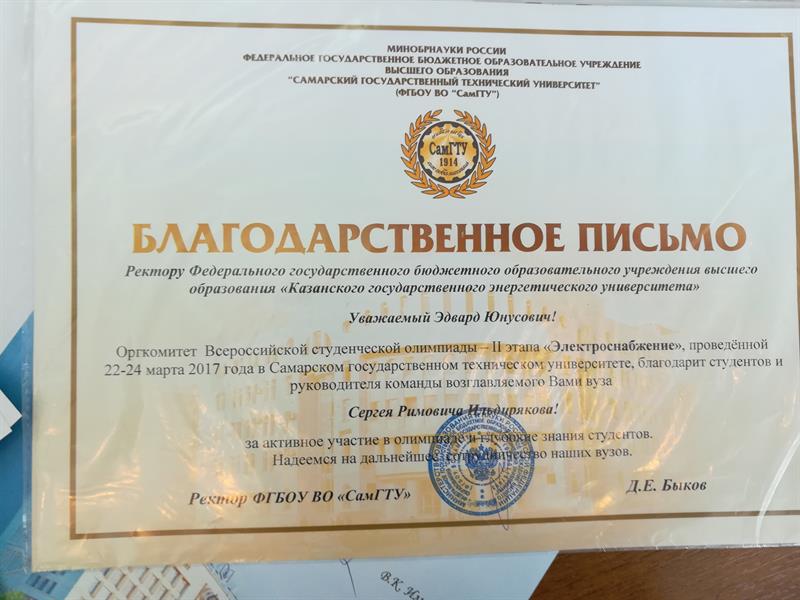 МИНОБРНАУКИ РОССИИ
ФЕДЕРАЛЬНОЕ ГОСУДАРСТВЕННОЕ БЮДЖЕТНОЕ ОБРАЗОВАТЕЛЬНОЕ УЧРЕЖДЕНИЕ
ВЫСШЕГО ОБРАЗОВАНИЯ
"САМАРСКИЙ ГОСУДАРСТВЕННЫЙ ТЕХНИЧЕСКИЙ УНИВЕРСИТЕТ"
(ФГБОУ ВО "СамГТУ")
СамГТУ
1914
БЛАГОДАРСТВЕННОЕ ПИСЬМО
Ректору Федерального государственного бюджетного образовательного учреждения высшего
образования «Казанского государственного энергетического университета»
Уважаемый Эдвард Юнусович!
Оргкомитет Всероссийской студенческой олимпиады – II этапа «Электроснабжение», проведённой
22-24 марта 2017 года в Самарском государственном техническом университете, благодарит студентов и
руководителя команды возглавляемого Вами вуза
Сергея Римовича Ильдирякова!
за активное участие в олимпиаде и глубокие знания студентов.
Надеемся на дальнейшее сотрудничество наших вузов.
Ректор ФГБОУ ВО «СамГТУ»
Д.Е. Быков
В.К.